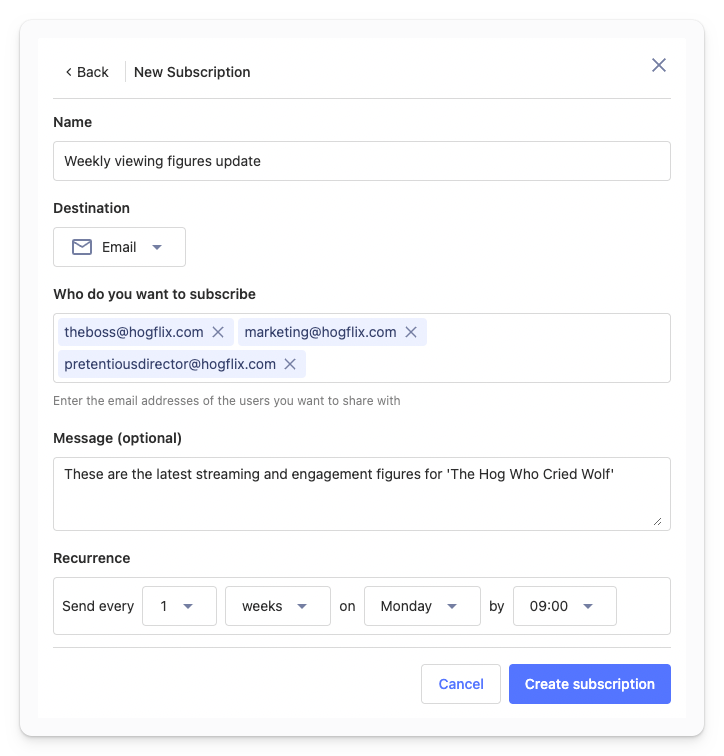 Back New Subscription
Name
Weekly viewing figures update
Destination
Email
Who do you want to subscribe
theboss@hogflix.com marketing@hogflix.com
pretentiousdirector@hogflix.com
Enter the email addresses of the users you want to share with
Message (optional)
These are the latest streaming and engagement figures for 'The Hog Who Cried Wolf'
Recurrence
Send every 1 weeks on Monday by 09:00
Cancel Create subscription